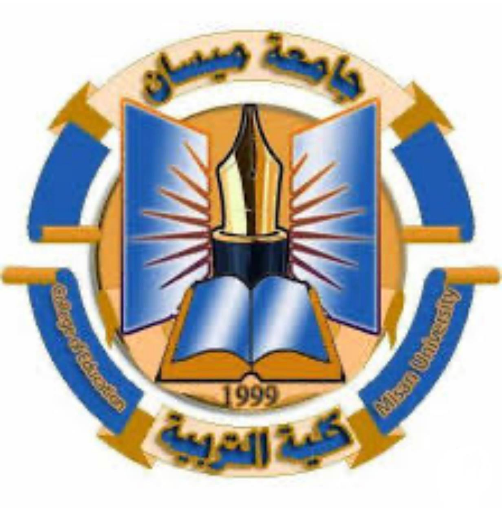 جامعة ميسان
College of Education
Misan University
1999
كلية التربية